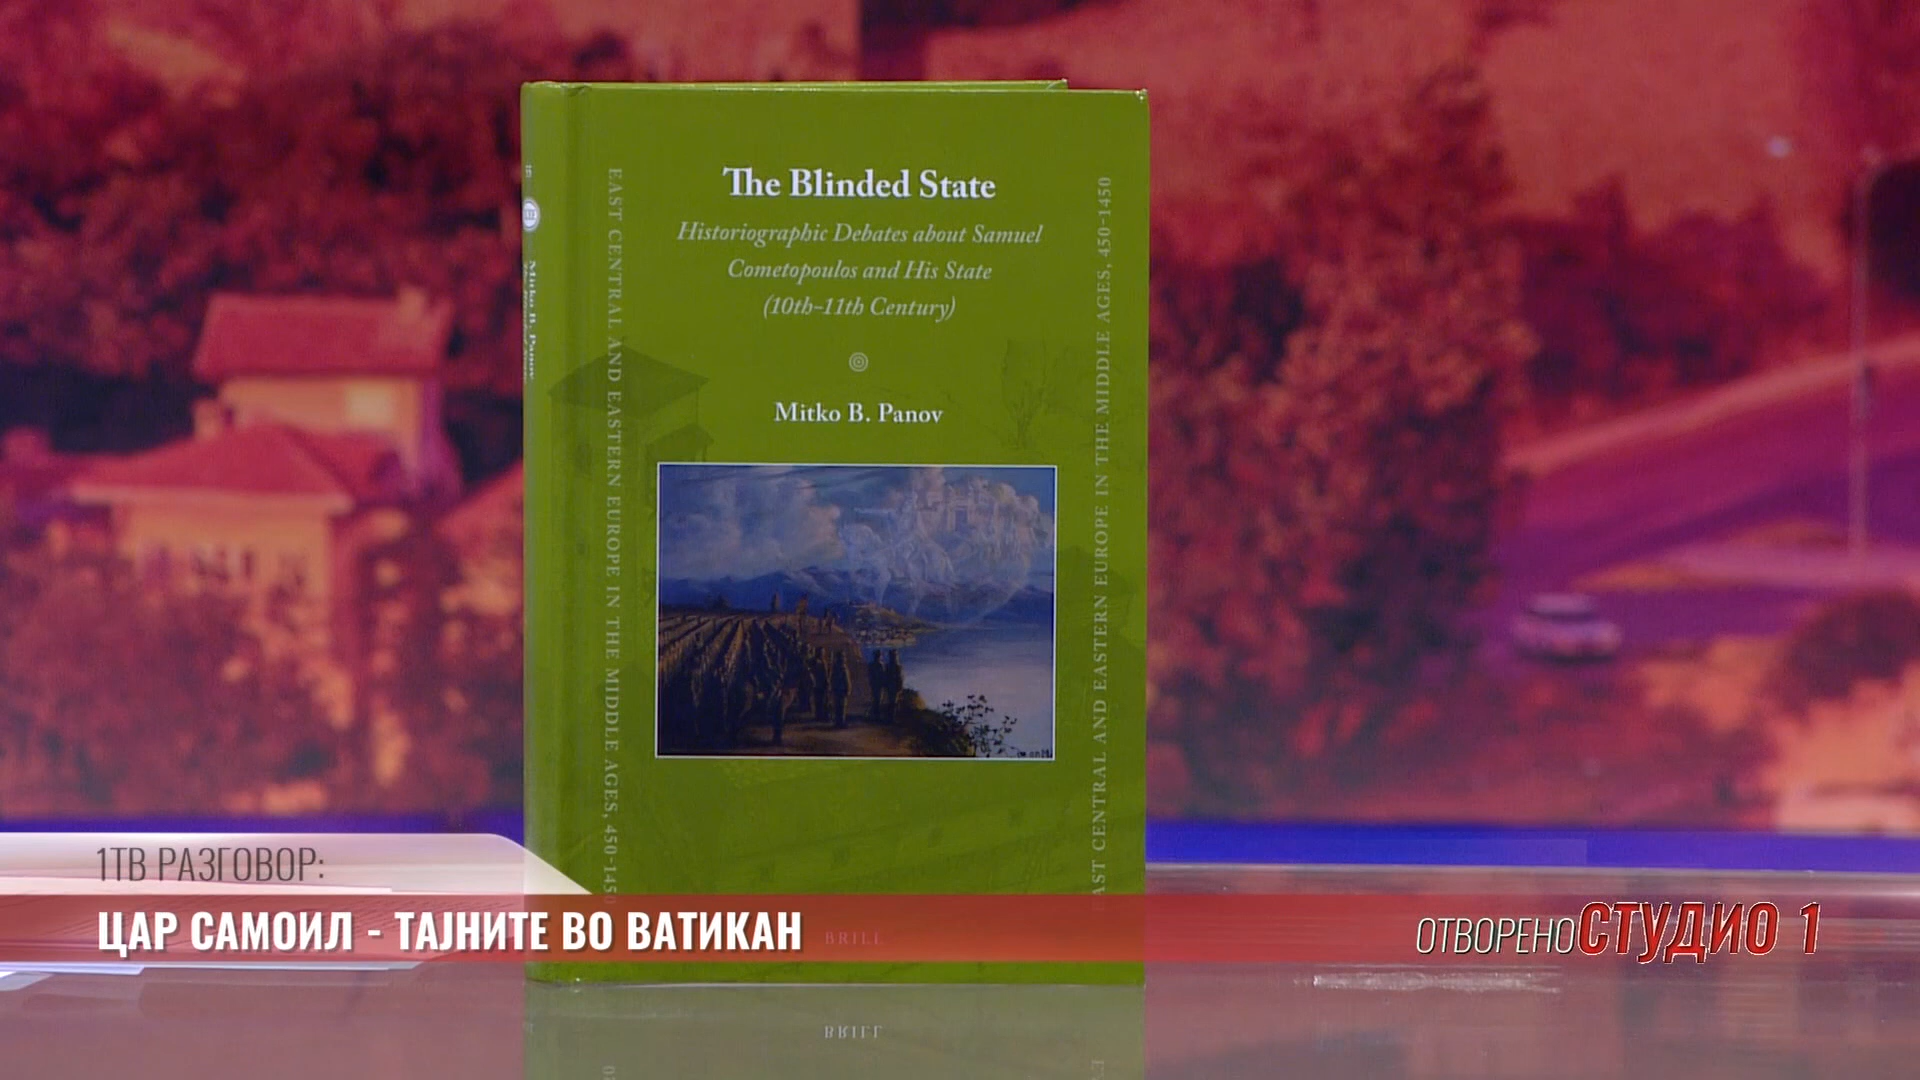 The Blinded State
Historiographic Debates about Samuel
Cometopoulos and His State
(10th-11th Century)
Mitko B. Panov
EAST CENTRAL AND EASTERN EUROPE IN THE MIDDLE AGES, 450-1450
EAST CENTRAL AND EASTERN EUROPE IN THE MIDDLE AGES, 450-1450
Mitko B. Panov
BRILL
1ТВ РАЗГОВОР:
ЦАР САМОИЛ - ТАЈНИТЕ ВО ВАТИКАН
ОТВОРЕНО СТУДИО 1